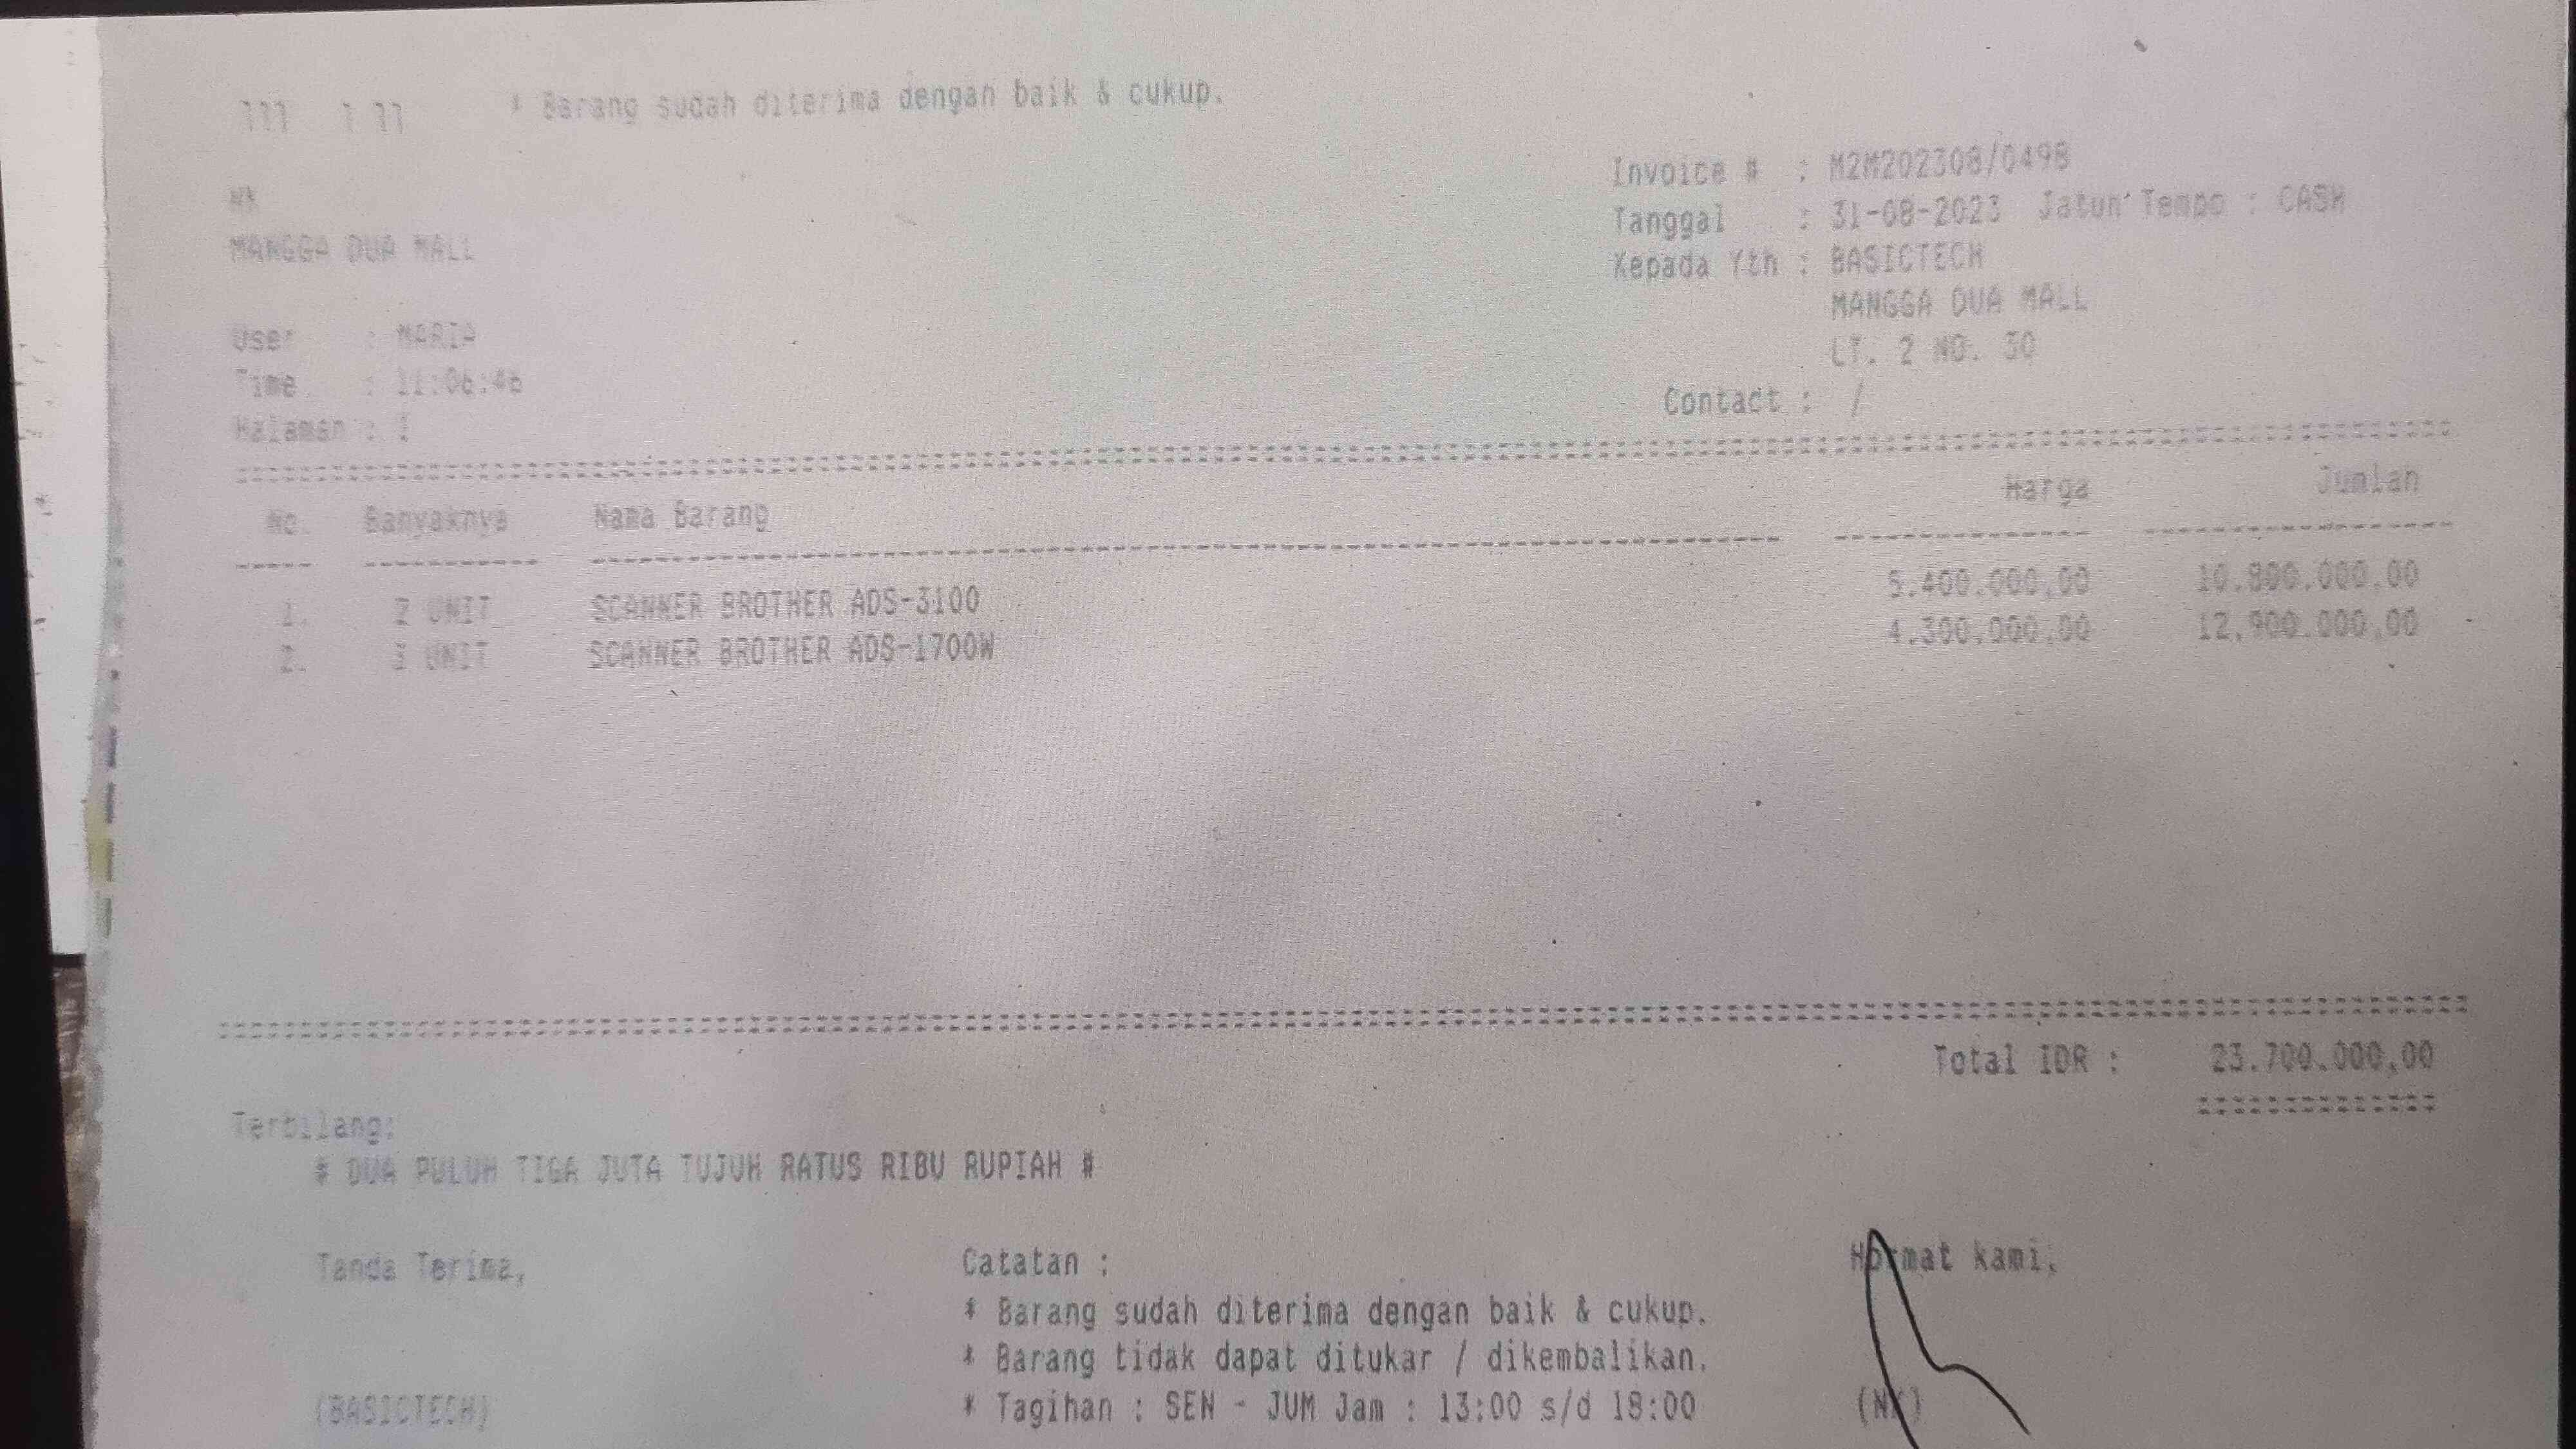 * Barang sudah diterima dengan baik & cukup.
Invoice # : M2M202308/0498
Tanggal : 31-08-2023 Jatuh Tempo : CASH
Kepada Yth : BASICTECH
MANGGA DUA MALL
LT. 2 NO. 30
Contact : /
MANGGA DUA MALL
User : MARIA
Time : 11:06:46
Halaman : 1
No. Banyaknya Nama Barang Harga Jumlah
1. 2 UNIT SCANNER BROTHER ADS-3100 5.400.000,00 10.800.000,00
2. 3 UNIT SCANNER BROTHER ADS-1700W 4.300.000,00 12.900.000,00
Total IDR : 23.700.000,00
Terbilang:
# DUA PULUH TIGA JUTA TUJUH RATUS RIBU RUPIAH #
Tanda Terima,
(BASICTECH)
Catatan :
* Barang sudah diterima dengan baik & cukup.
* Barang tidak dapat ditukar / dikembalikan.
* Tagihan : SEN - JUM Jam : 13:00 s/d 18:00
Hormat kami,